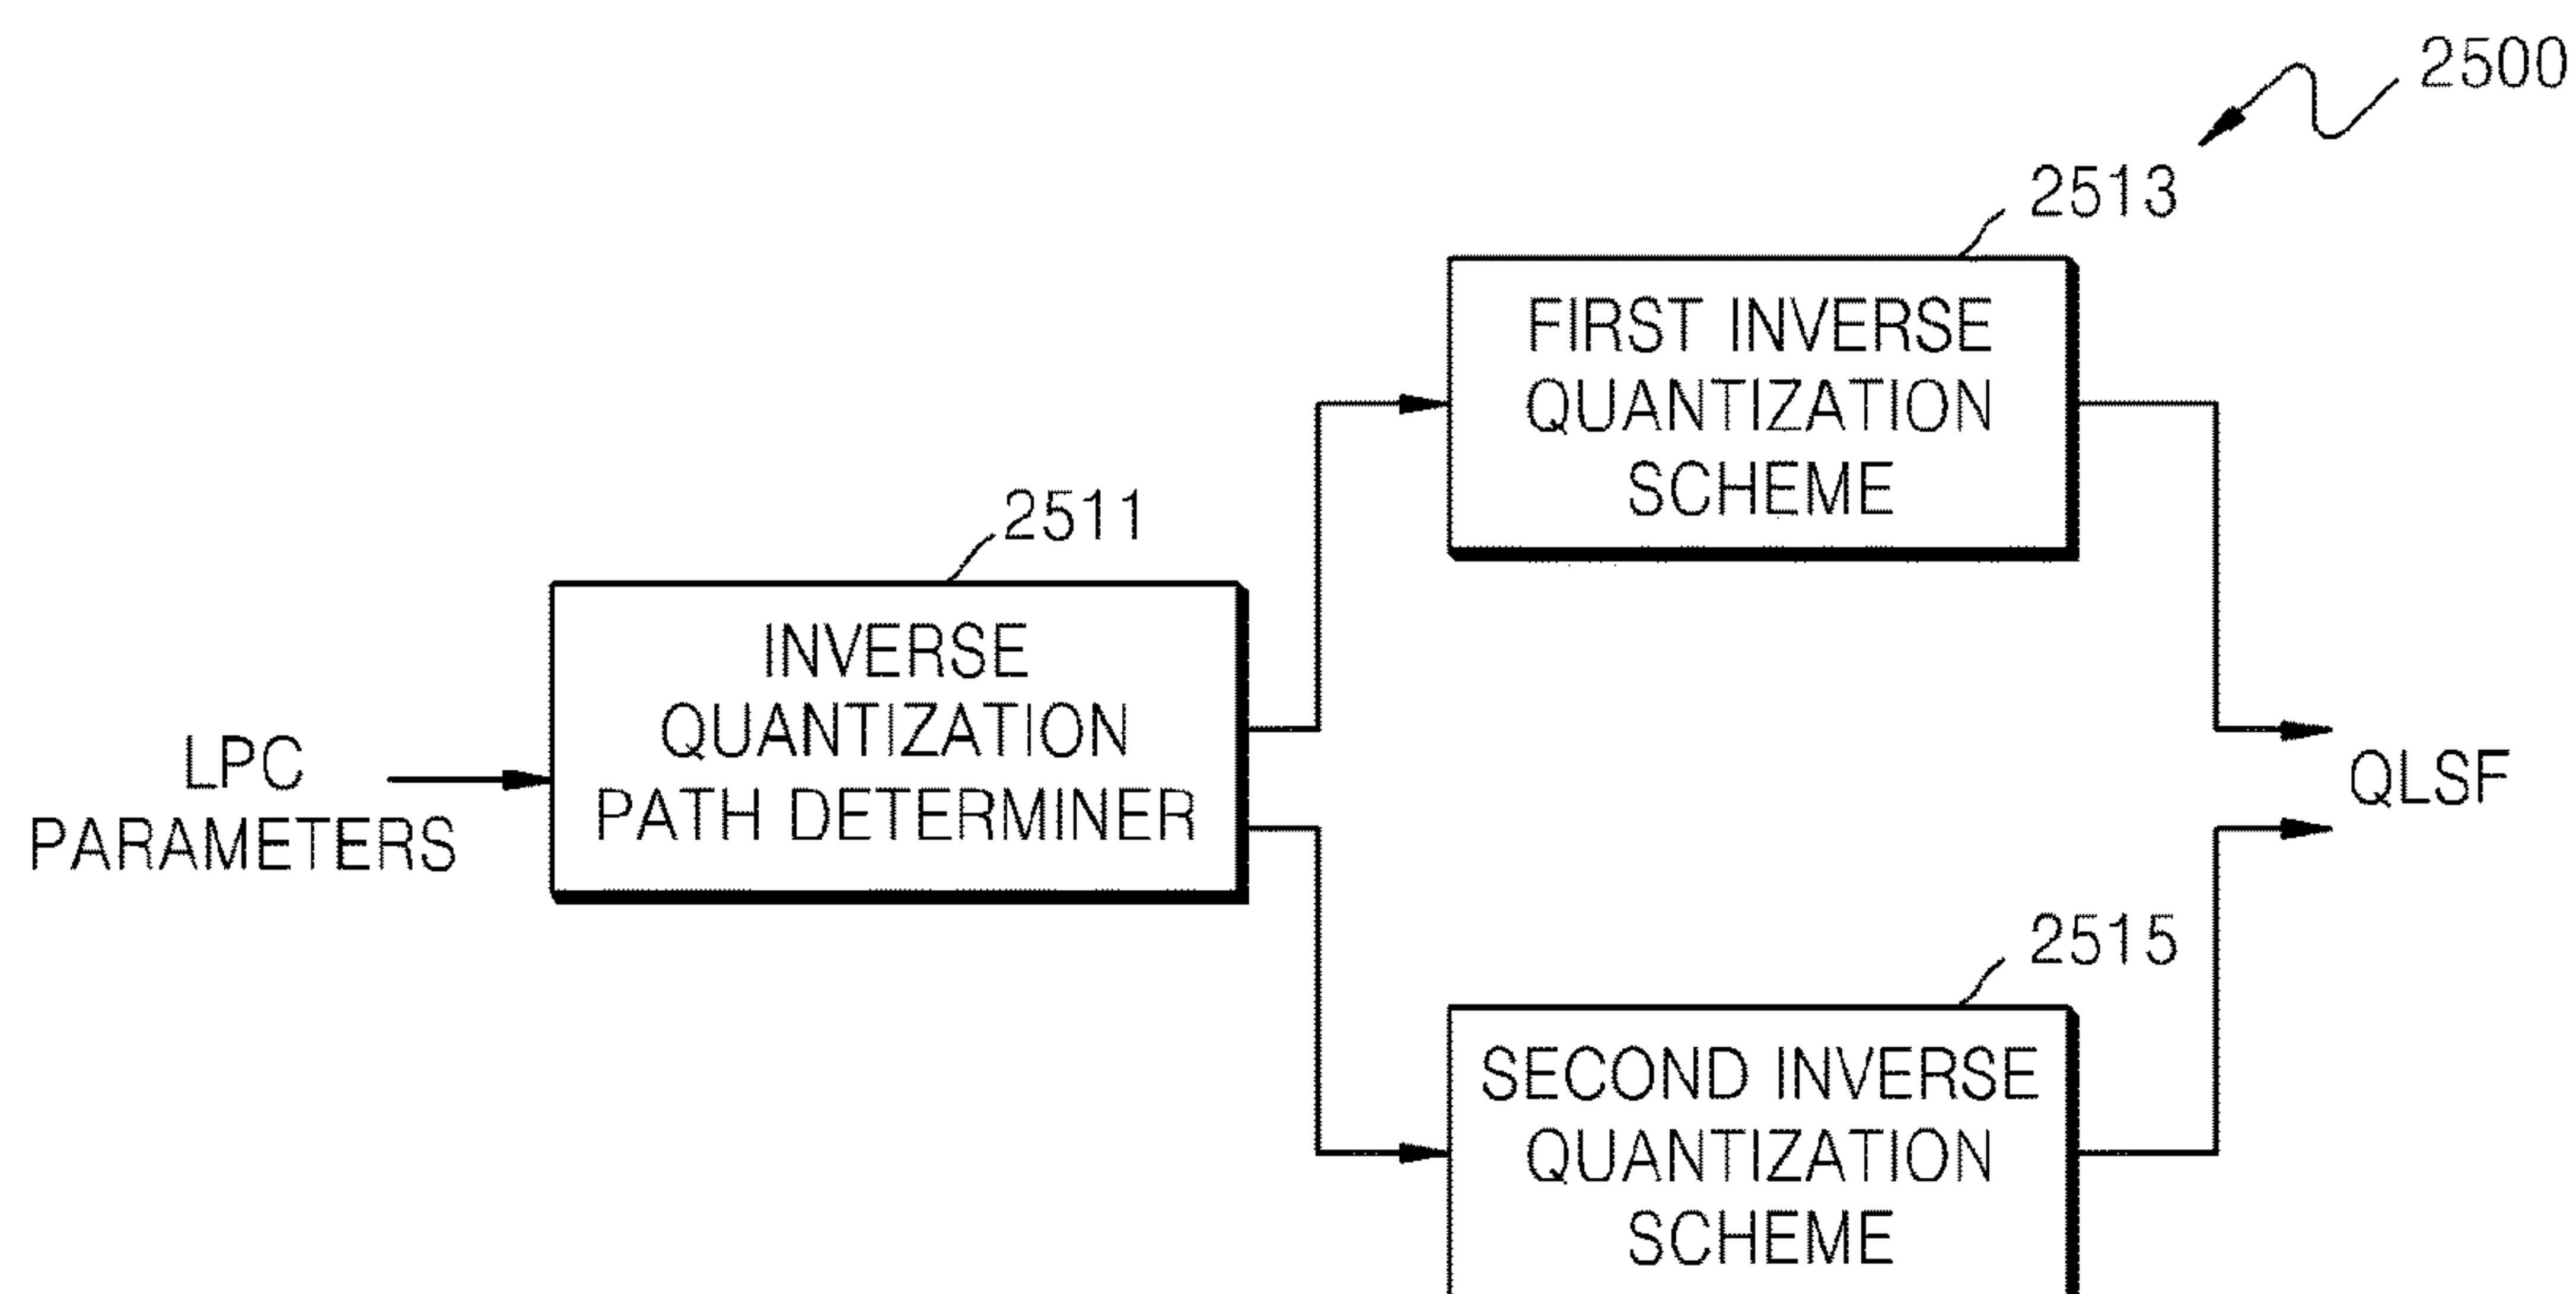 2500
2513
FIRST INVERSE
QUANTIZATION
SCHEME
2511
INVERSE
QUANTIZATION
PATH DETERMINER
LPC
PARAMETERS
QLSF
2515
SECOND INVERSE
QUANTIZATION
SCHEME